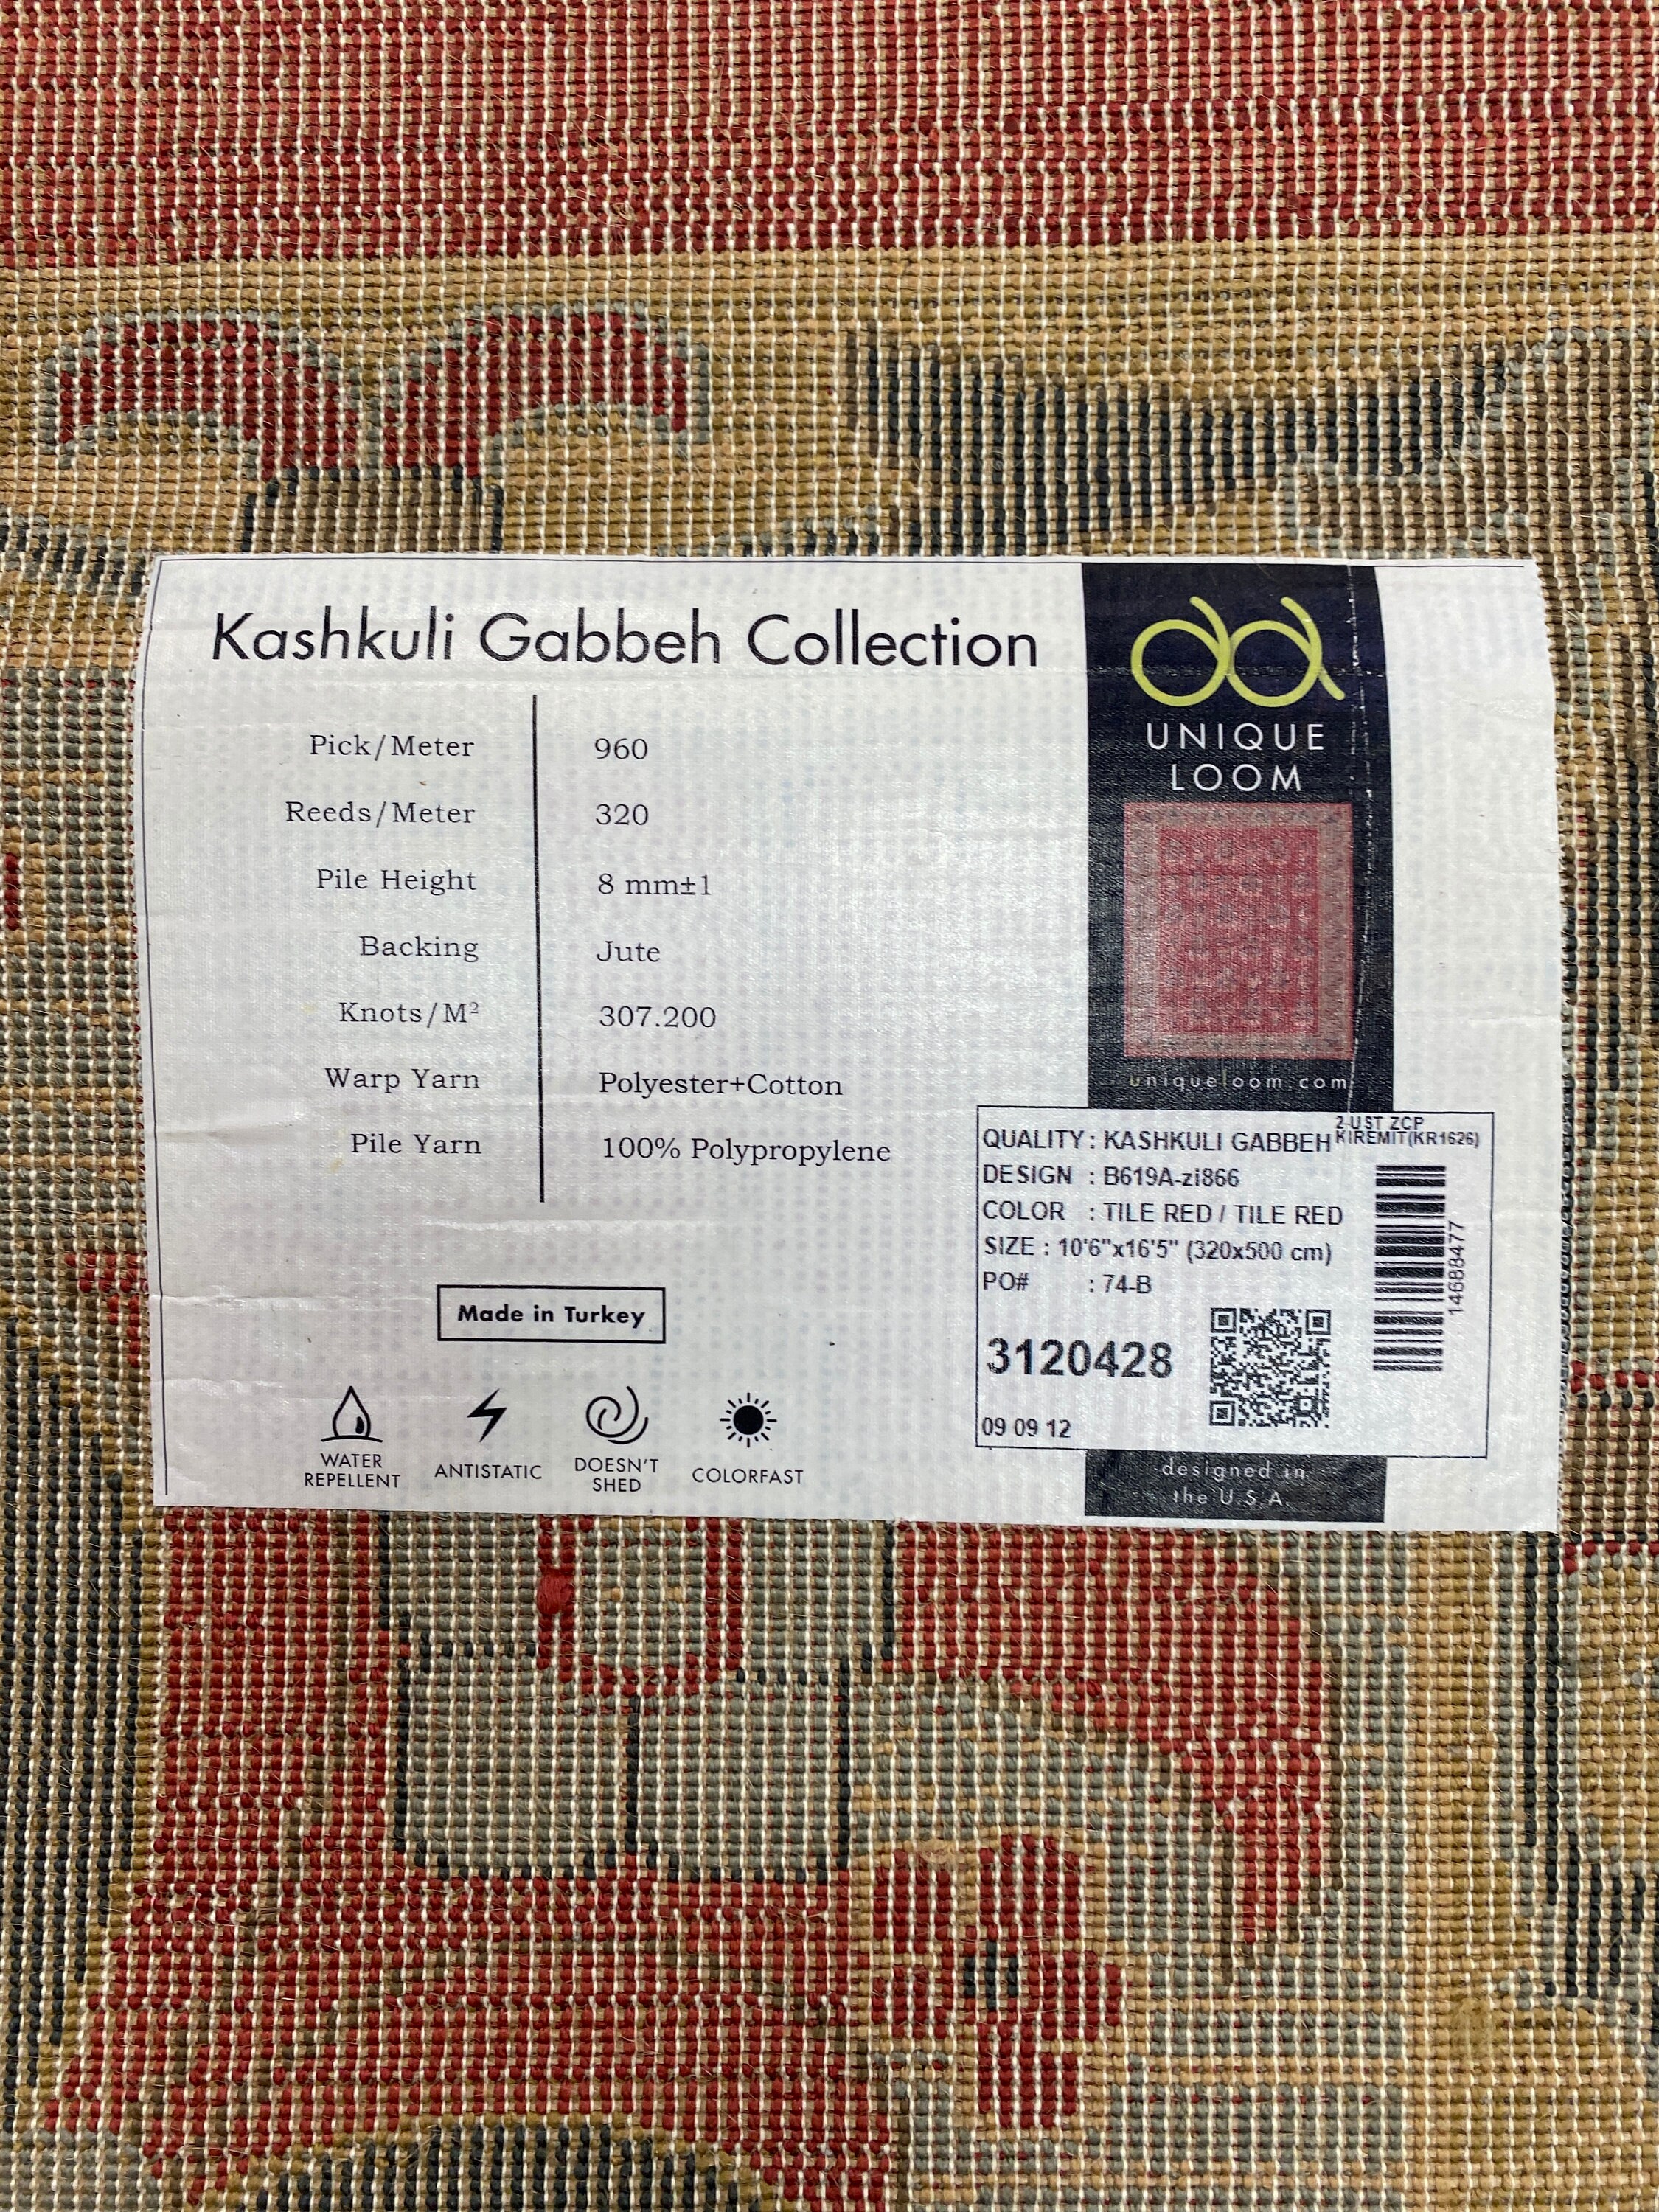 Kashkuli Gabbeh Collection
Pick/Meter 960
Reeds/Meter 320
Pile Height 8 mm±1
Backing Jute
Knots/M² 307.200
Warp Yarn Polyester+Cotton
Pile Yarn 100% Polypropylene
Made in Turkey
WATER
REPELLENT
ANTISTATIC
DOESN'T
SHED
COLORFAST
UNIQUE
LOOM
uniqueloom.com
2-UST ZCP
QUALITY : KASHKULI GABBEH KIREMIT(KR1626)
DESIGN : B619A-zi866
COLOR : TILE RED / TILE RED
SIZE : 10'6"x16'5" (320x500 cm)
PO# : 74-B
14688477
3120428
09 09 12
designed in
the U.S.A.